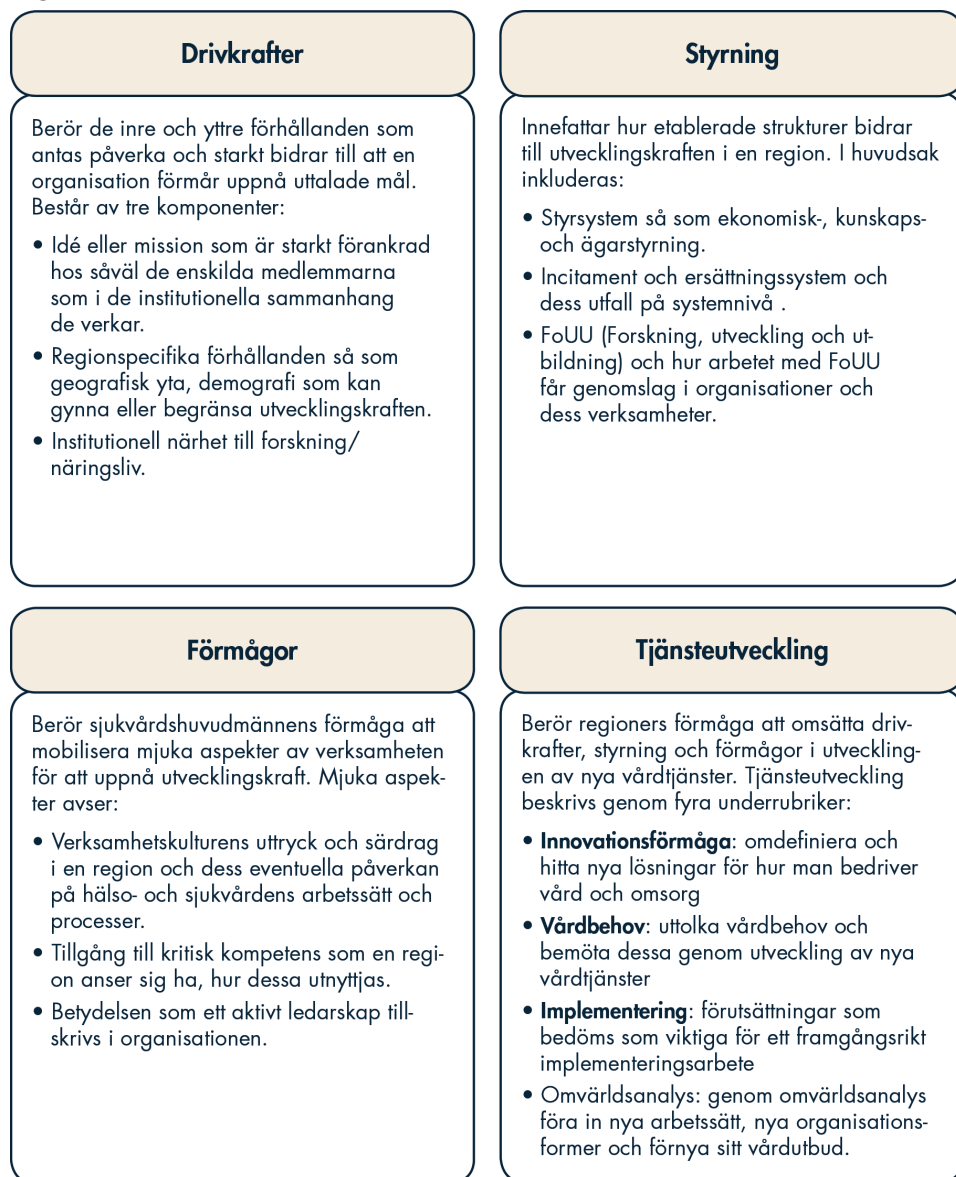 Drivkrafter
Berör de inre och yttre förhållanden som
antas påverka och starkt bidrar till att en
organisation förmår uppnå uttalade mål.
Består av tre komponenter:
• Idé eller mission som är starkt förankrad
hos såväl de enskilda medlemmarna
som i de institutionella sammanhang
de verkar.
• Regionspecifika förhållanden så som
geografisk yta, demografi som kan
gynna eller begränsa utvecklingskraften.
• Institutionell närhet till forskning/
näringsliv.
Styrning
Innefattar hur etablerade strukturer bidrar
till utvecklingskraften i en region. I huvudsak
inkluderas:
• Styrsystem så som ekonomisk-, kunskaps-
och ägarstyrning.
• Incitament och ersättningssystem och
dess utfall på systemnivå .
• FoUU (Forskning, utveckling och ut-
bildning) och hur arbetet med FoUU
får genomslag i organisationer och
dess verksamheter.
Förmågor
Berör sjukvårdshuvudmännens förmåga att
mobilisera mjuka aspekter av verksamheten
för att uppnå utvecklingskraft. Mjuka aspek-
ter avser:
• Verksamhetskulturens uttryck och särdrag
i en region och dess eventuella påverkan
på hälso- och sjukvårdens arbetssätt och
processer.
• Tillgång till kritisk kompetens som en regi-
on anser sig ha, hur dessa utnyttjas.
• Betydelsen som ett aktivt ledarskap till-
skrivs i organisationen.
Tjänsteutveckling
Berör regioners förmåga att omsätta driv-
krafter, styrning och förmågor i utveckling-
en av nya vårdtjänster. Tjänsteutveckling
beskrivs genom fyra underrubriker:
• Innovationsförmåga: omdefiniera och
hitta nya lösningar för hur man bedriver
vård och omsorg
• Vårdbehov: uttolka vårdbehov och
bemöta dessa genom utveckling av nya
vårdtjänster
• Implementering: förutsättningar som
bedöms som viktiga för ett framgångsrikt
implementeringsarbete
• Omvärldsanalys: genom omvärldsanalys
föra in nya arbetssätt, nya organisations-
former och förnya sitt vårdutbud.